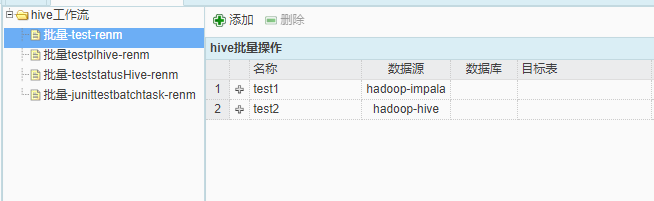 hive工作流
批量-test-renm
批量testplhive-renm
批量-teststatusHive-renm
批量-junittestbatchtask-renm
添加 删除
hive批量操作
名称 数据源 数据库 目标表
1 test1 hadoop-impala
2 test2 hadoop-hive